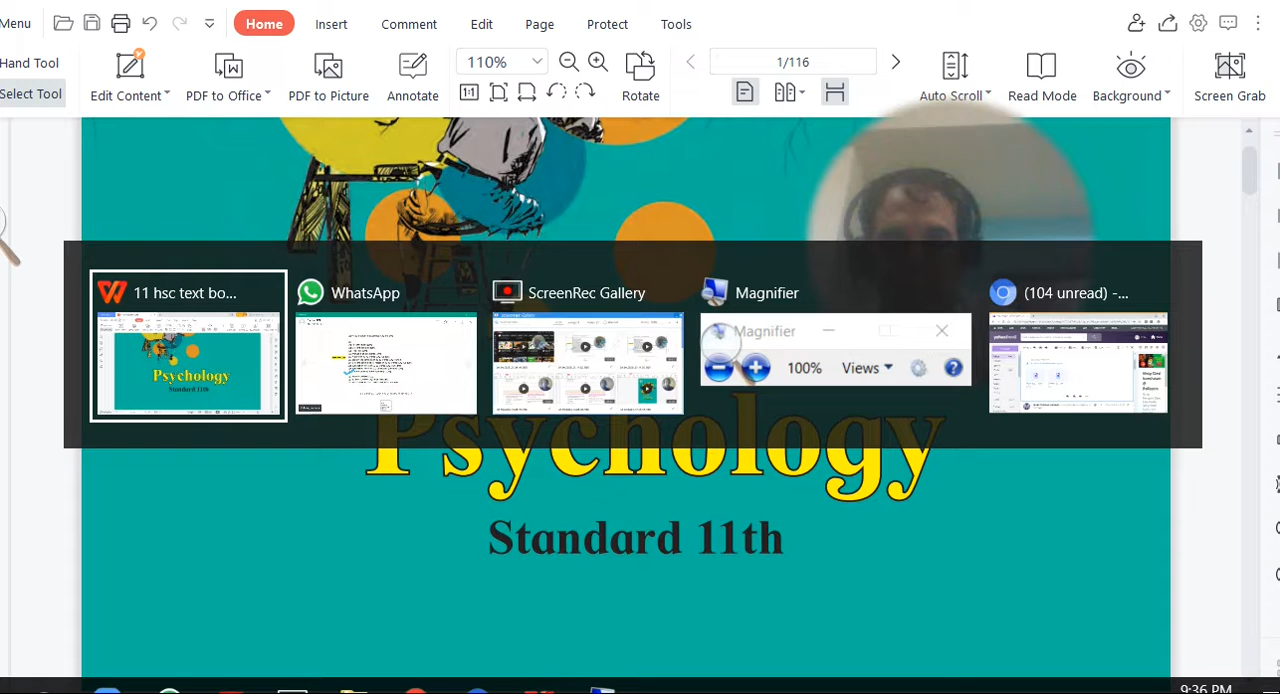 Menu Home Insert Comment Edit Page Protect Tools
Hand Tool
Select Tool
Edit Content PDF to Office PDF to Picture Annotate
110%
1:1
Rotate
1/116
Auto Scroll Read Mode Background Screen Grab
11 hsc text bo... WhatsApp ScreenRec Gallery Magnifier (104 unread) -...
Psychology
Standard 11th
Magnifier
100% Views
Psychology
Standard 11th
9:36 PM